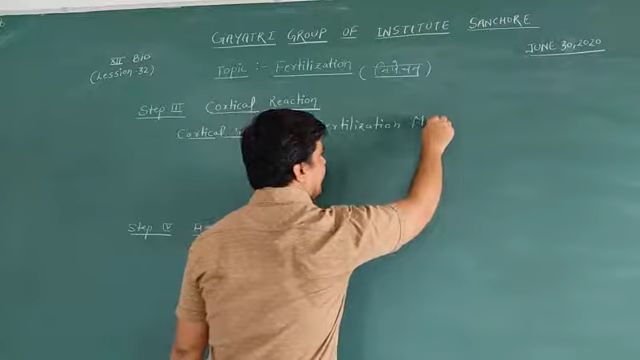 GAYATRI GROUP OF INSTITUTE SANCHORE
JUNE 30, 2020
XII Bio
(Lession-32)
Topic :- Fertilization (निषेचन)
Step III Cortical Reaction
Cortical ertilization M
Step IV